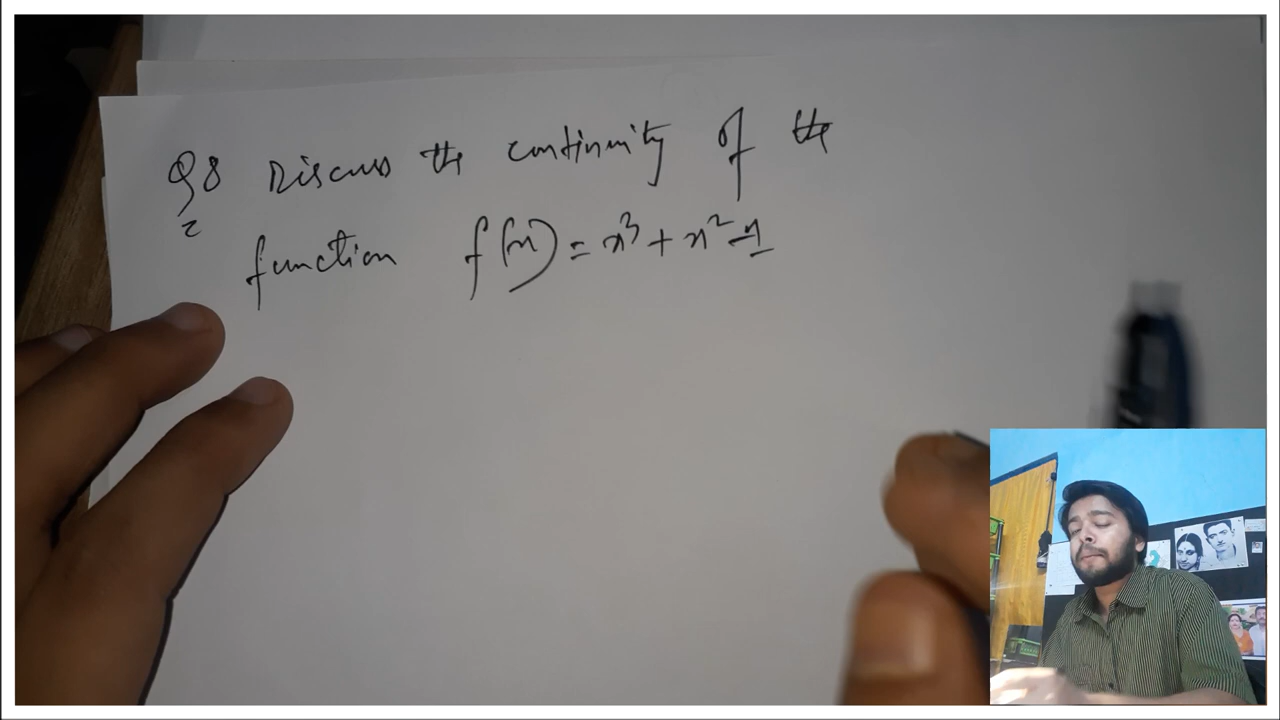 Q8 Discuss the continuity of the
function f(x) = x³ + x² - 1